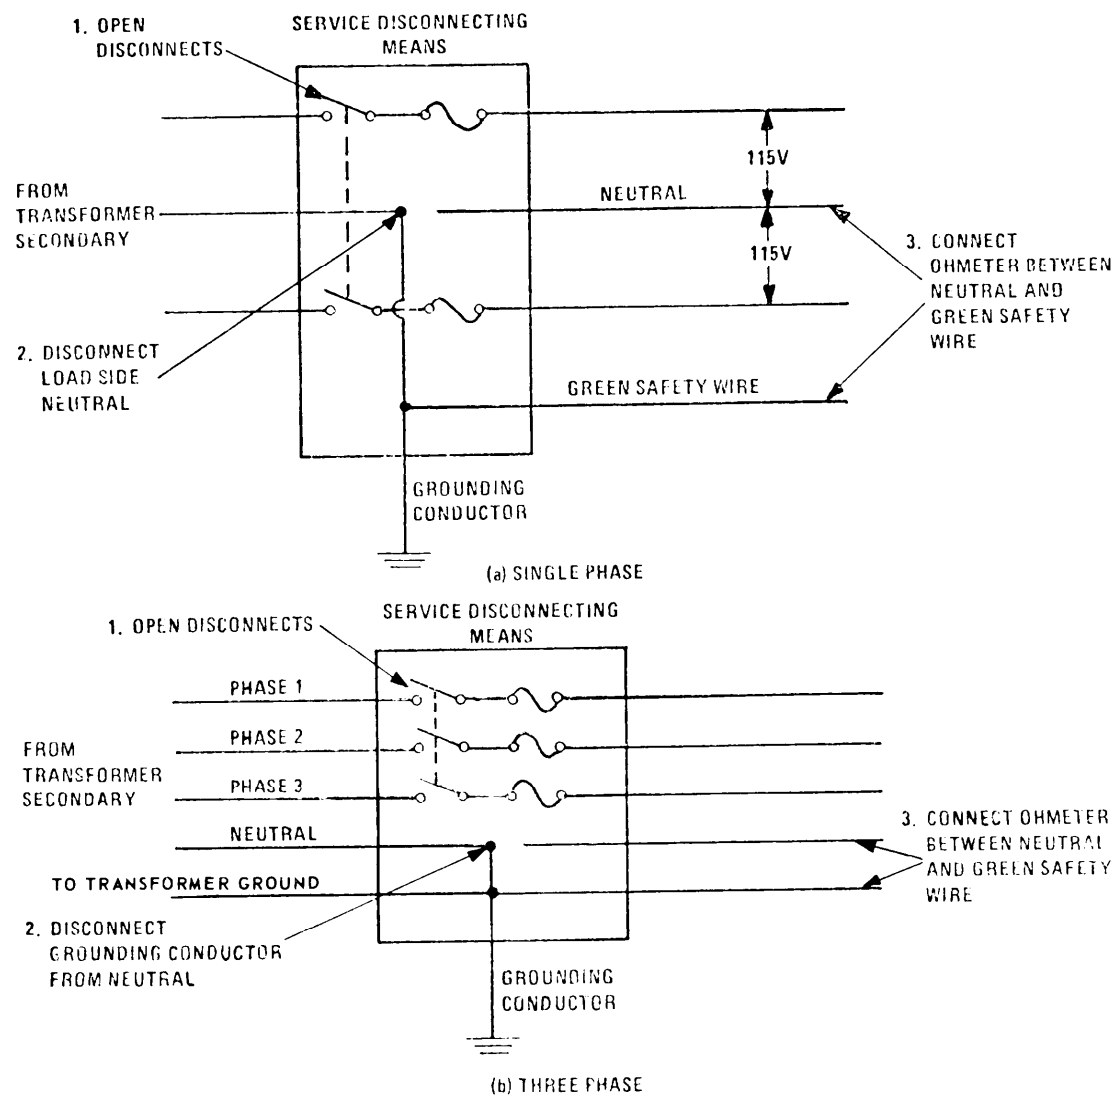 1. OPEN
DISCONNECTS
SERVICE DISCONNECTING
MEANS
115V
FROM
TRANSFORMER
SECONDARY
NEUTRAL
115V
3. CONNECT
OHMETER BETWEEN
NEUTRAL AND
GREEN SAFETY
WIRE
2. DISCONNECT
LOAD SIDE
NEUTRAL
GREEN SAFETY WIRE
GROUNDING
CONDUCTOR
(a) SINGLE PHASE
1. OPEN DISCONNECTS
SERVICE DISCONNECTING
MEANS
PHASE 1
PHASE 2
FROM
TRANSFORMER
SECONDARY
PHASE 3
NEUTRAL
3. CONNECT OHMETER
BETWEEN NEUTRAL
AND GREEN SAFETY
WIRE
TO TRANSFORMER GROUND
2. DISCONNECT
GROUNDING CONDUCTOR
FROM NEUTRAL
GROUNDING
CONDUCTOR
(b) THREE PHASE